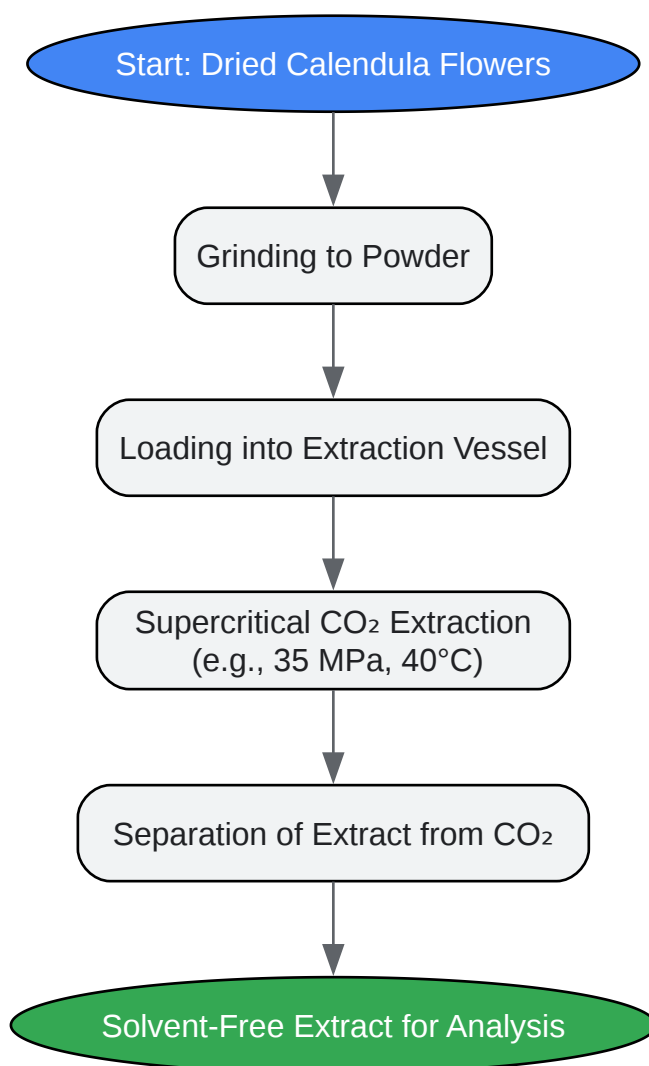 Start: Dried Calendula Flowers
Grinding to Powder
Loading into Extraction Vessel
Supercritical CO₂ Extraction
(e.g., 35 MPa, 40°C)
Separation of Extract from CO₂
Solvent-Free Extract for Analysis